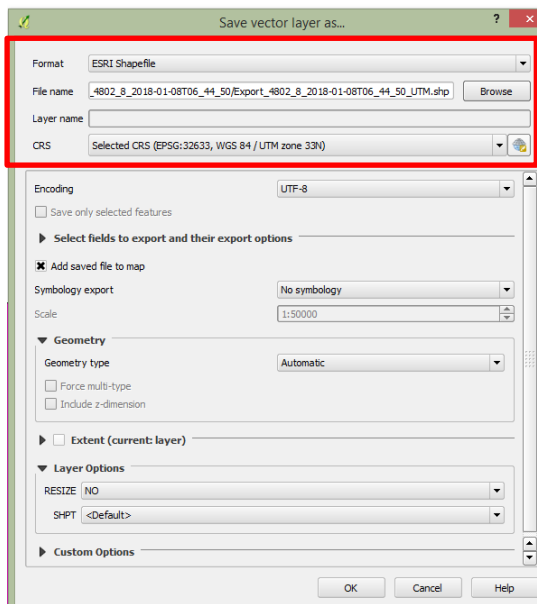 Save vector layer as...
?
Format ESRI Shapefile
File name _4802_8_2018-01-08T06_44_50/Export_4802_8_2018-01-08T06_44_50_UTM.shp Browse
Layer name
CRS Selected CRS (EPSG:32633, WGS 84 / UTM zone 33N)
Encoding UTF-8
Save only selected features
Select fields to export and their export options
Add saved file to map
Symbology export No symbology
Scale 1:50000
Geometry
Geometry type Automatic
Force multi-type
Include z-dimension
Extent (current: layer)
Layer Options
RESIZE NO
SHPT <Default>
Custom Options
OK Cancel Help